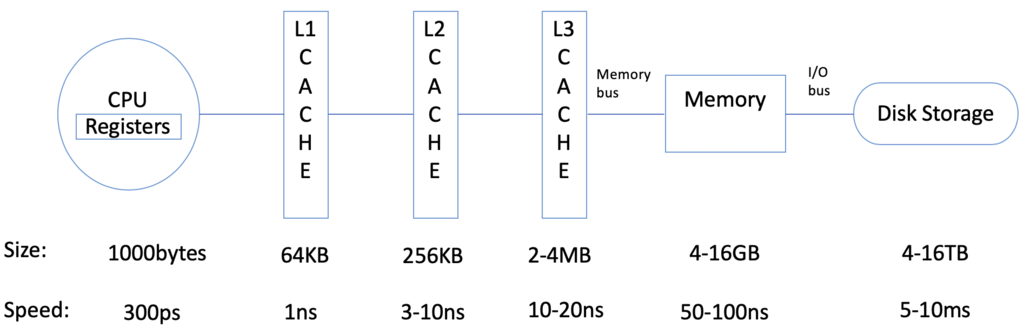 CPU
Registers
L1
C
A
C
H
E
L2
C
A
C
H
E
L3
C
A
C
H
E
Memory
bus
Memory
I/O
bus
Disk Storage
Size: 1000bytes 64KB 256KB 2-4MB 4-16GB 4-16TB
Speed: 300ps 1ns 3-10ns 10-20ns 50-100ns 5-10ms